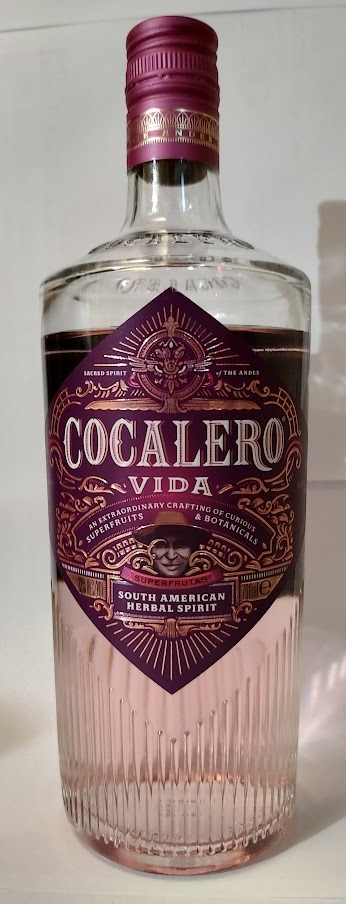 SACRED SPIRIT of THE ANDES
COCALERO
VIDA
AN EXTRAORDINARY CRAFTING OF CURIOUS
SUPERFRUITS & BOTANICALS
SUPERFRUTAS
SOUTH AMERICAN
HERBAL SPIRIT